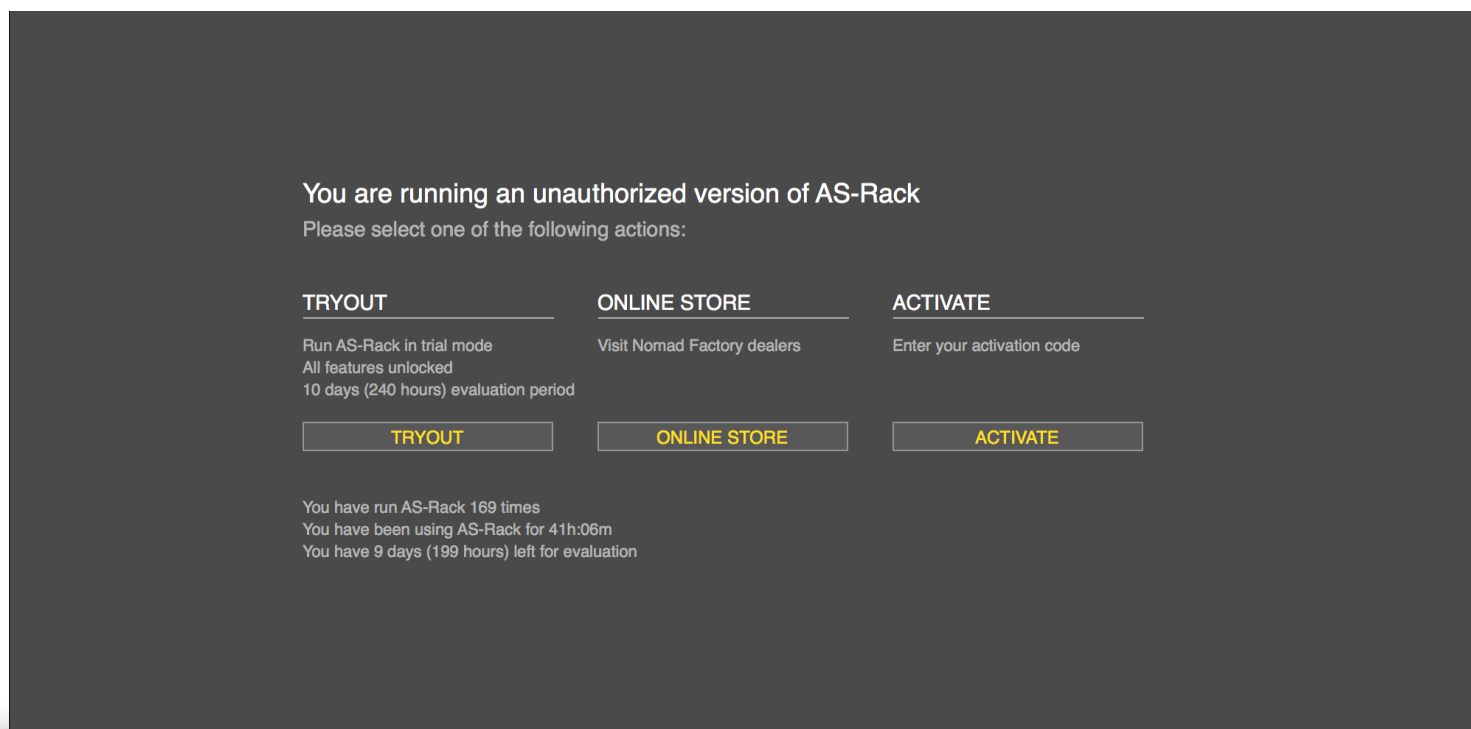 You are running an unauthorized version of AS-Rack
Please select one of the following actions:
TRYOUT
Run AS-Rack in trial mode
All features unlocked
10 days (240 hours) evaluation period
TRYOUT
ONLINE STORE
Visit Nomad Factory dealers
ONLINE STORE
ACTIVATE
Enter your activation code
ACTIVATE
You have run AS-Rack 169 times
You have been using AS-Rack for 41h:06m
You have 9 days (199 hours) left for evaluation